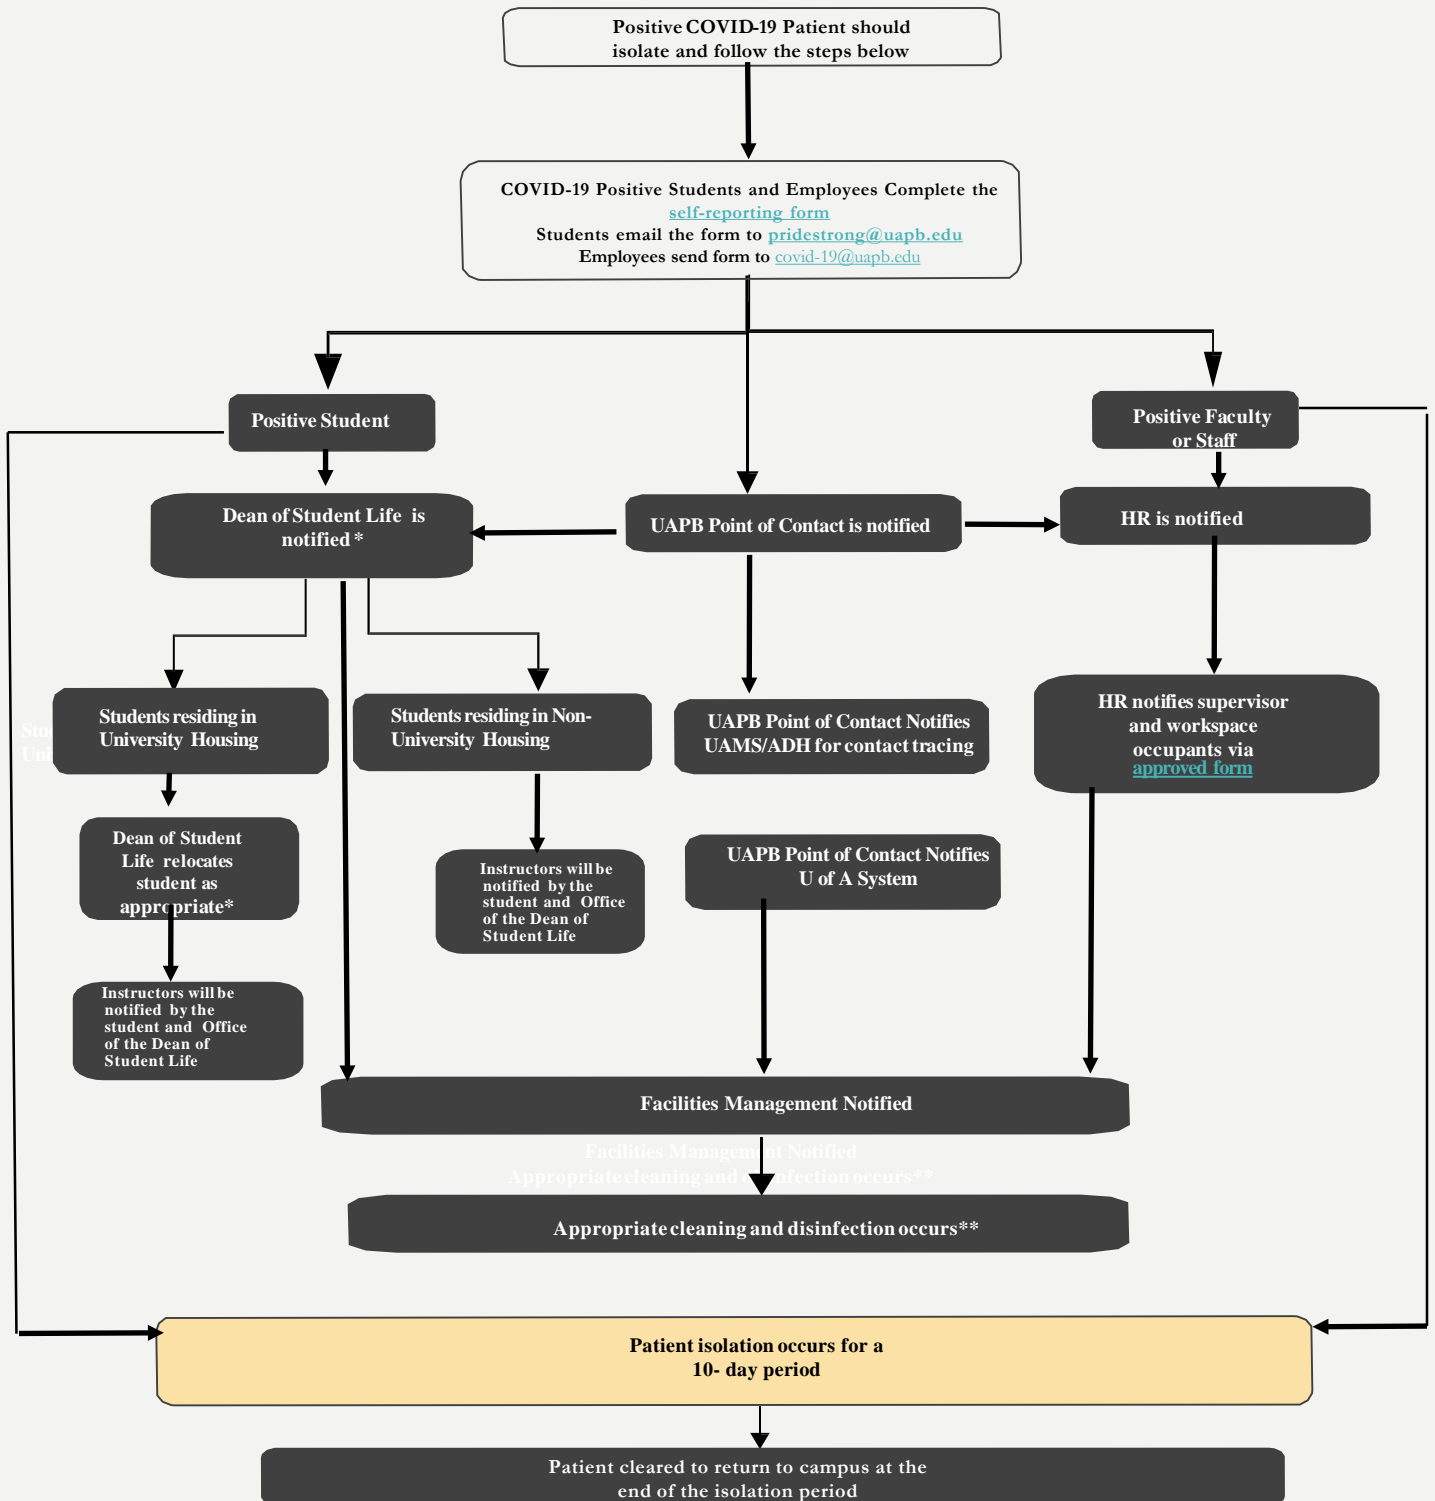 Positive COVID-19 Patient should
isolate and follow the steps below
COVID-19 Positive Students and Employees Complete the
self-reporting form
Students email the form to pridestrong@uapb.edu
Employees send form to covid-19@uapb.edu
Positive Student
Positive Faculty
or Staff
Dean of Student Life is
notified *
UAPB Point of Contact is notified
HR is notified
Students residing in
University Housing
Students residing in Non-
University Housing
UAPB Point of Contact Notifies
UAMS/ADH for contact tracing
HR notifies supervisor
and workspace
occupants via
approved form
Dean of Student
Life relocates
student as
appropriate*
Instructors will be
notified by the
student and Office
of the Dean of
Student Life
UAPB Point of Contact Notifies
U of A System
Instructors will be
notified by the
student and Office
of the Dean of
Student Life
Facilities Management Notified
Facilities Management Notified
Appropriate cleaning and disinfection occurs**
Appropriate cleaning and disinfection occurs**
Patient isolation occurs for a
10- day period
Patient cleared to return to campus at the
end of the isolation period